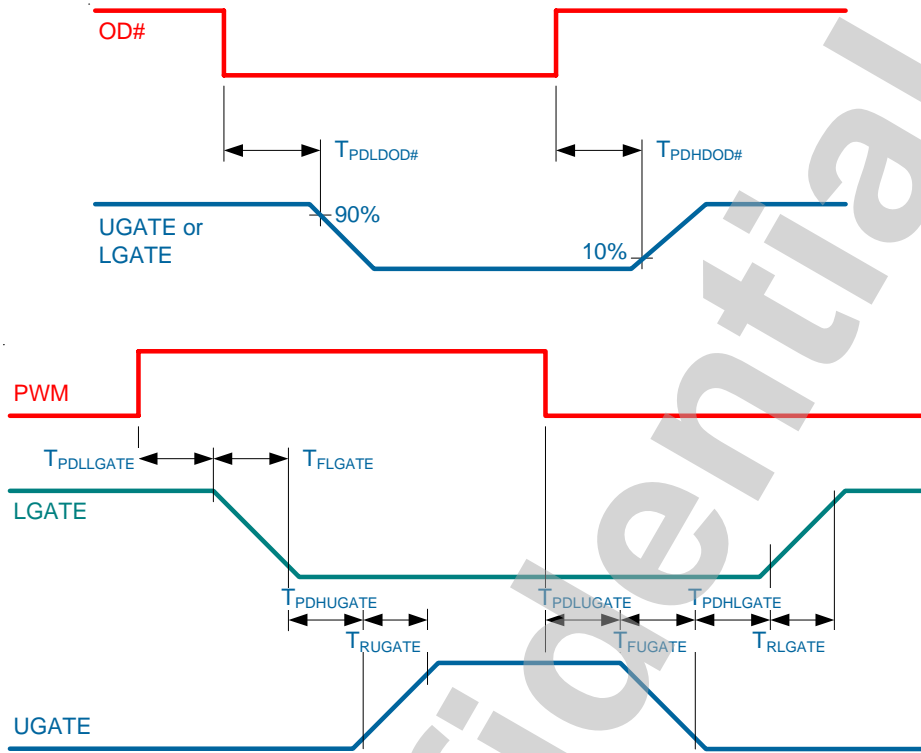 OD#
TPDLDOD#
TPDHDOD#
90%
UGATE or
LGATE
10%
PWM
TPDLLGATE
TFLGATE
LGATE
TPDHUGATE
TPDLUGATE
TPDHLGATE
TRUGATE
TFUGATE
TRLGATE
UGATE
fidential